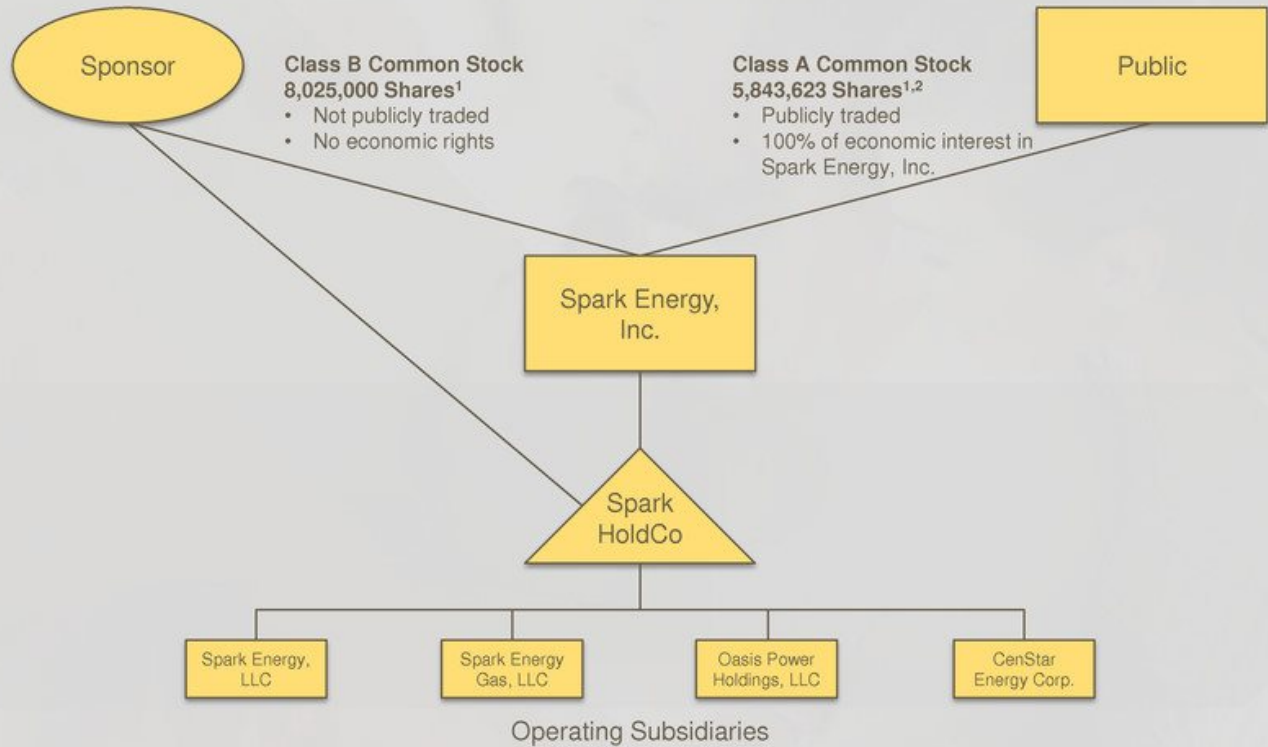 Sponsor
Class B Common Stock
8,025,000 Shares¹
• Not publicly traded
• No economic rights
Class A Common Stock
5,843,623 Shares¹,²
• Publicly traded
• 100% of economic interest in
Spark Energy, Inc.
Public
Spark Energy,
Inc.
Spark
HoldCo
Spark Energy,
LLC
Spark Energy
Gas, LLC
Oasis Power
Holdings, LLC
CenStar
Energy Corp.
Operating Subsidiaries